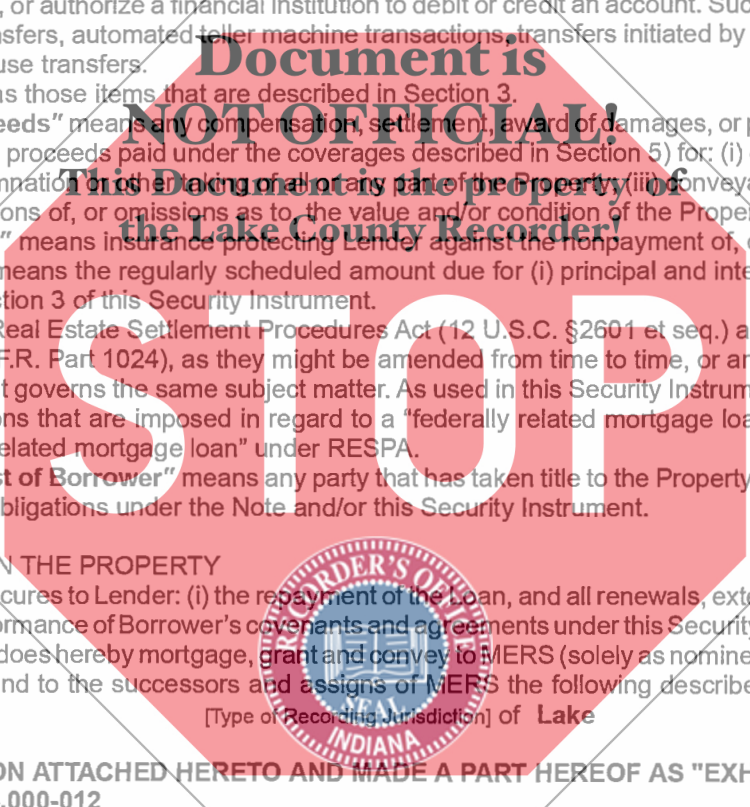 , or authorize a financial institution to debit or credit an account. Suc
nsfers, automated teller machine transactions, transfers initiated by
use transfers.
Document is
ns those items that are described in Section 3.
NOT OFFICIAL!
eeds" means any compensation, settlement, award of damages, or p
proceeds paid under the coverages described in Section 5) for: (i)
This Document is the property of
mnation or other taking of all or any part of the Property; (iii) conveya
ons of, or omissions as to, the value and/or condition of the Proper
the Lake County Recorder!
" means insurance protecting Lender against the nonpayment of,
means the regularly scheduled amount due for (i) principal and inte
tion 3 of this Security Instrument.
Real Estate Settlement Procedures Act (12 U.S.C. §2601 et seq.) a
F.R. Part 1024), as they might be amended from time to time, or an
t governs the same subject matter. As used in this Security Instrum
ons that are imposed in regard to a "federally related mortgage loa
elated mortgage loan" under RESPA.
STOP
st of Borrower" means any party that has taken title to the Property
bligations under the Note and/or this Security Instrument.
N THE PROPERTY
RECORDER'S OFFICE
cures to Lender: (i) the repayment of the Loan, and all renewals, exte
ormance of Borrower's covenants and agreements under this Security
does hereby mortgage, grant and convey to MERS (solely as nomine
nd to the successors and assigns of MERS the following describe
SEAL
[Type of Recording Jurisdiction] of Lake
INDIANA
ON ATTACHED HERETO AND MADE A PART HEREOF AS "EXH
.000-012